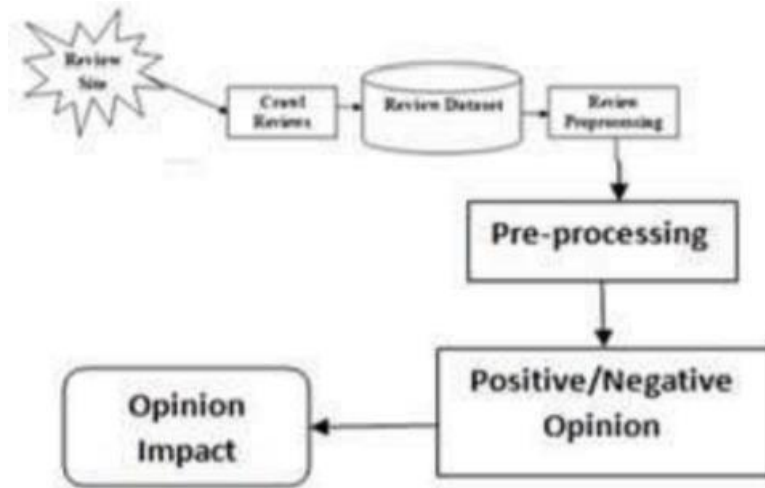 Review
Site
Crawl
Reviews
Review Dataset
Review
Preprocessing
Pre-processing
Positive/Negative
Opinion
Opinion
Impact